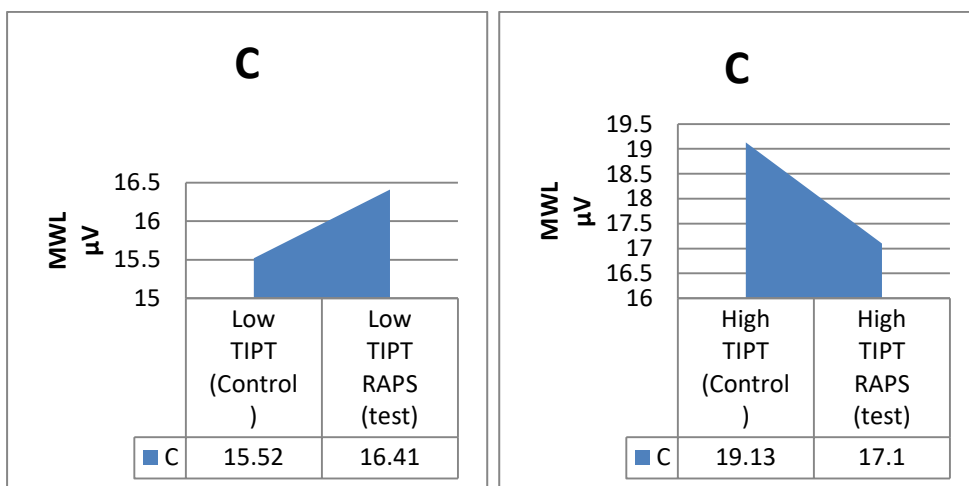 C
MWL
µV
16.5
16
15.5
15
Low
TIPT
(Control
)
Low
TIPT
RAPS
(test)
C
15.52
16.41
C
MWL
µV
19.5
19
18.5
18
17.5
17
16.5
16
High
TIPT
(Control
)
High
TIPT
RAPS
(test)
C
19.13
17.1